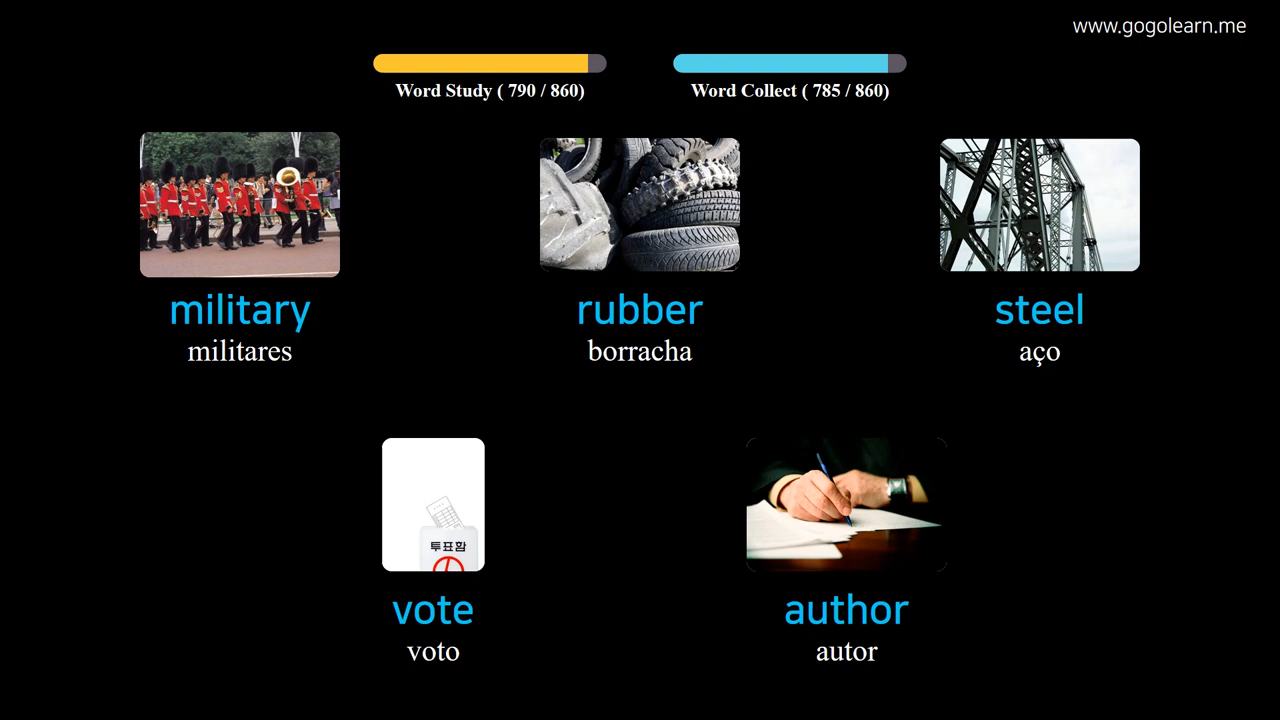 www.gogolearn.me
Word Study ( 790 / 860)
Word Collect ( 785 / 860)
military
militares
rubber
borracha
steel
aço
투표함
vote
voto
author
autor